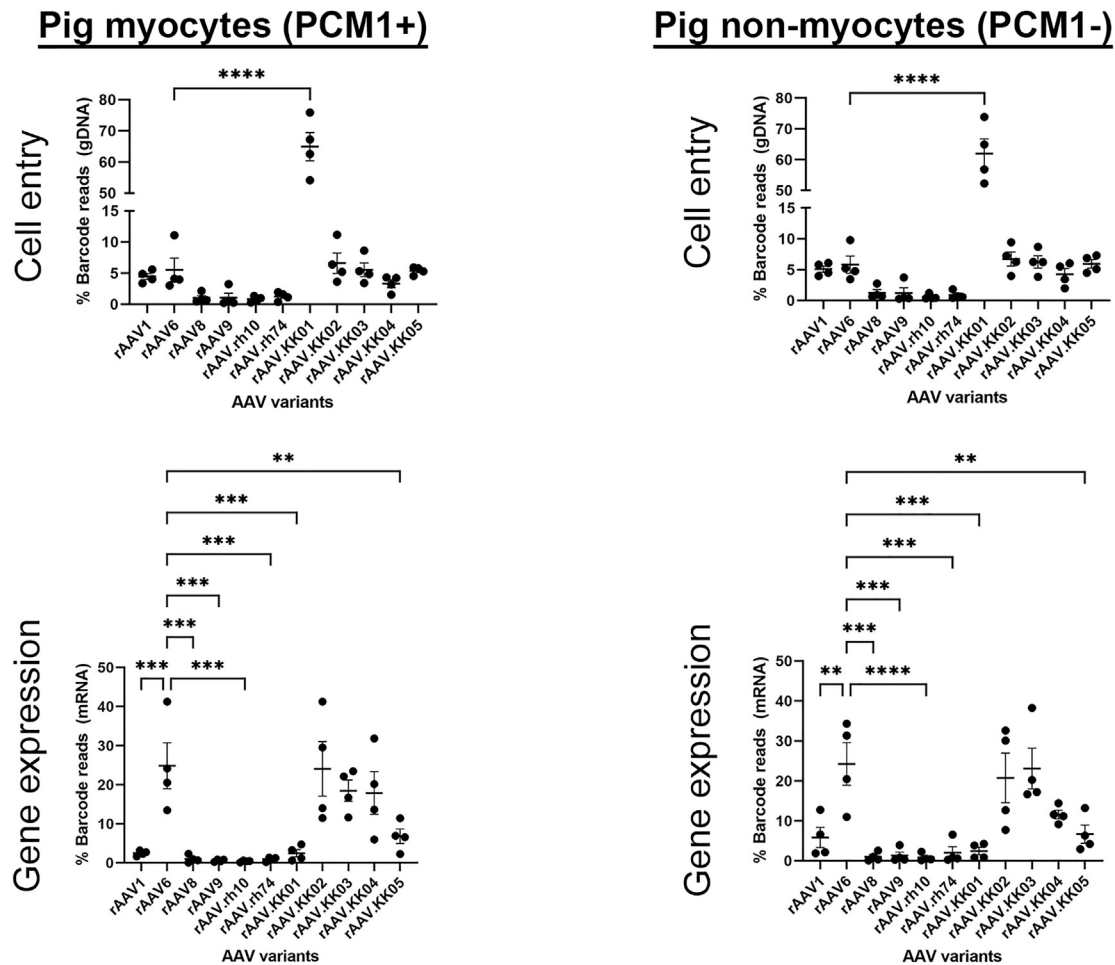 Pig myocytes (PCM1+)
Pig non-myocytes (PCM1-)
Cell entry
% Barcode reads (gDNA)
80
70
60
50
15
10
5
0
****
rAAV1
rAAV6
rAAV8
rAAV9
rAAV.rh10
rAAV.rh74
rAAV.KK01
rAAV.KK02
rAAV.KK03
rAAV.KK04
rAAV.KK05
AAV variants
Cell entry
% Barcode reads (gDNA)
80
70
60
50
15
10
5
0
****
rAAV1
rAAV6
rAAV8
rAAV9
rAAV.rh10
rAAV.rh74
rAAV.KK01
rAAV.KK02
rAAV.KK03
rAAV.KK04
rAAV.KK05
AAV variants
Gene expression
% Barcode reads (mRNA)
50
40
30
20
10
0
**
***
***
***
***
*** ***
rAAV1
rAAV6
rAAV8
rAAV9
rAAV.rh10
rAAV.rh74
rAAV.KK01
rAAV.KK02
rAAV.KK03
rAAV.KK04
rAAV.KK05
AAV variants
Gene expression
% Barcode reads (mRNA)
50
40
30
20
10
0
**
***
***
***
***
** ****
rAAV1
rAAV6
rAAV8
rAAV9
rAAV.rh10
rAAV.rh74
rAAV.KK01
rAAV.KK02
rAAV.KK03
rAAV.KK04
rAAV.KK05
AAV variants